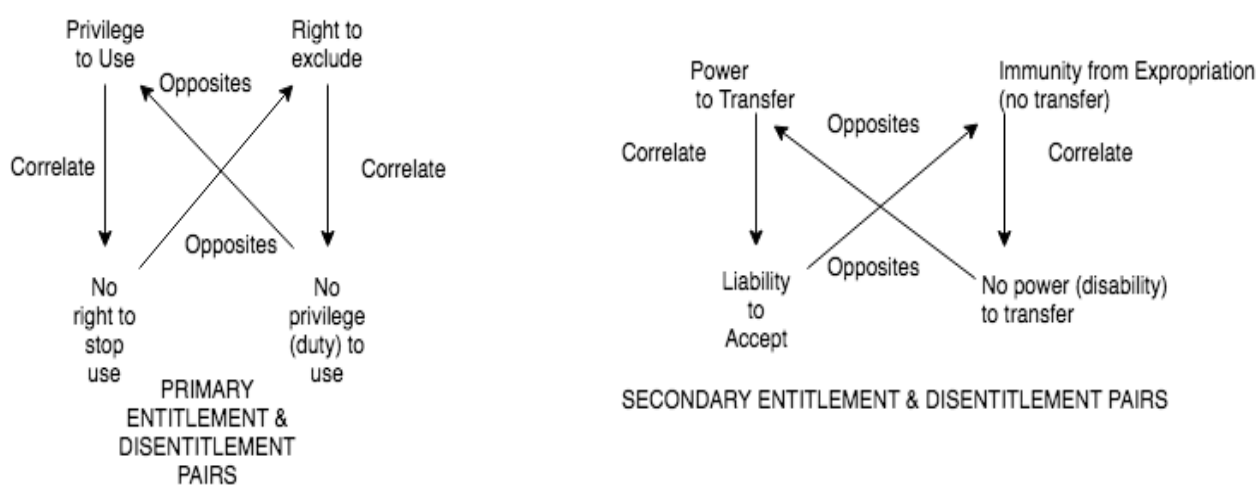 Privilege
to Use
Right to
exclude
Opposites
Correlate
Correlate
Opposites
No
right to
stop
use
No
privilege
(duty) to
use
PRIMARY
ENTITLEMENT &
DISENTITLEMENT
PAIRS
Power
to Transfer
Immunity from Expropriation
(no transfer)
Opposites
Correlate
Correlate
Opposites
Liability
to
Accept
No power (disability)
to transfer
SECONDARY ENTITLEMENT & DISENTITLEMENT PAIRS